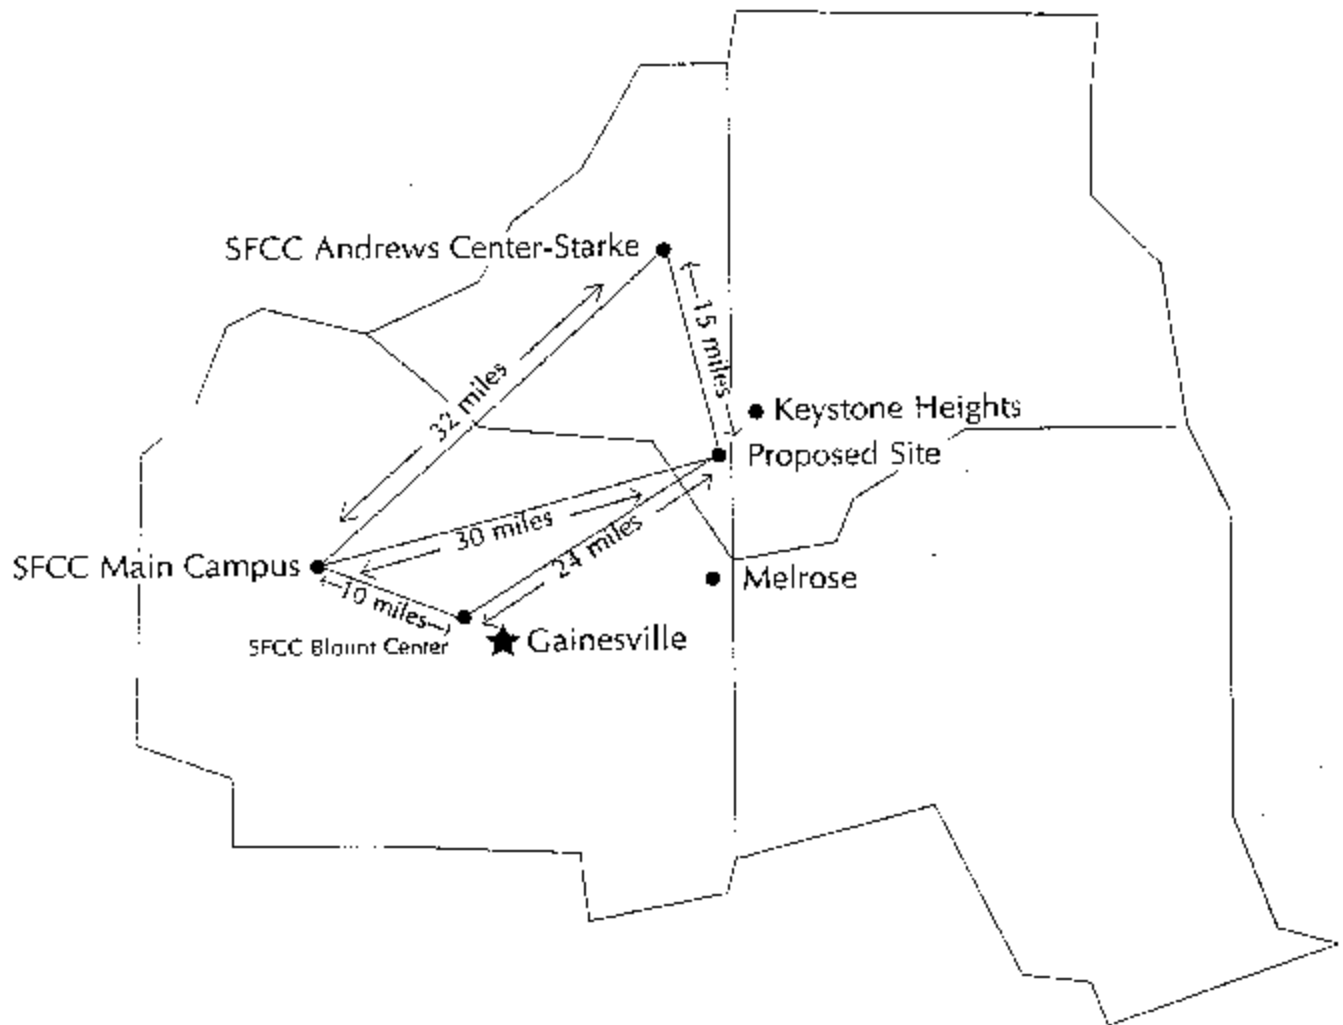 SFCC Andrews Center-Starke
15 miles
32 miles
Keystone Heights
Proposed Site
30 miles
24 miles
SFCC Main Campus
Melrose
10 miles
SFCC Blount Center
Gainesville